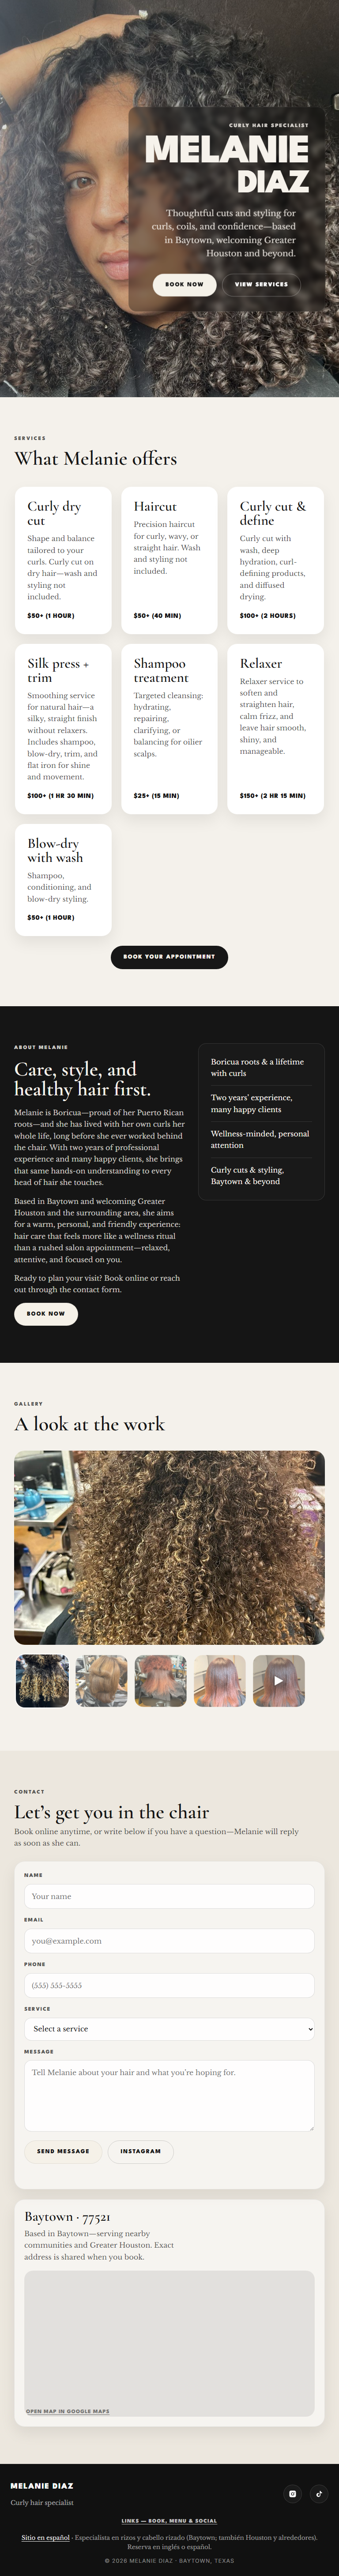 CURLY HAIR SPECIALIST
MELANIE
DIAZ
Thoughtful cuts and styling for
curls, coils, and confidence—based
in Baytown, welcoming Greater
Houston and beyond.
BOOK NOW
VIEW SERVICES
SERVICES
What Melanie offers
Curly dry
cut
Shape and balance
tailored to your
curls. Curly cut on
dry hair—wash and
styling not
included.
$50+ (1 HOUR)
Haircut
Precision haircut
for curly, wavy, or
straight hair. Wash
and styling not
included.
$50+ (40 MIN)
Curly cut &
define
Curly cut with
wash, deep
hydration, curl-
defining products,
and diffused
drying.
$100+ (2 HOURS)
Silk press +
trim
Smoothing service
for natural hair—a
silky, straight finish
without relaxers.
Includes shampoo,
blow-dry, trim, and
flat iron for shine
and movement.
$100+ (1 HR 30 MIN)
Shampoo
treatment
Targeted cleansing:
hydrating,
repairing,
clarifying, or
balancing for oilier
scalps.
$25+ (15 MIN)
Relaxer
Relaxer service to
soften and
straighten hair,
calm frizz, and
leave hair smooth,
shiny, and
manageable.
$150+ (2 HR 15 MIN)
Blow-dry
with wash
Shampoo,
conditioning, and
blow-dry styling.
$50+ (1 HOUR)
BOOK YOUR APPOINTMENT
ABOUT MELANIE
Care, style, and
healthy hair first.
Melanie is Boricua—proud of her Puerto Rican
roots—and she has lived with her own curls her
whole life, long before she ever worked behind
the chair. With two years of professional
experience and many happy clients, she brings
that same hands-on understanding to every
head of hair she touches.
Based in Baytown and welcoming Greater
Houston and the surrounding area, she aims
for a warm, personal, and friendly experience:
hair care that feels more like a wellness ritual
than a rushed salon appointment—relaxed,
attentive, and focused on you.
Ready to plan your visit? Book online or reach
out through the contact form.
BOOK NOW
Boricua roots & a lifetime
with curls
Two years' experience,
many happy clients
Wellness-minded, personal
attention
Curly cuts & styling,
Baytown & beyond
GALLERY
A look at the work
CONTACT
Let's get you in the chair
Book online anytime, or write below if you have a question—Melanie will reply
as soon as she can.
NAME
Your name
EMAIL
you@example.com
PHONE
(555) 555-5555
SERVICE
Select a service
MESSAGE
Tell Melanie about your hair and what you're hoping for.
SEND MESSAGE
INSTAGRAM
Baytown · 77521
Based in Baytown—serving nearby
communities and Greater Houston. Exact
address is shared when you book.
OPEN MAP IN GOOGLE MAPS
MELANIE DIAZ
Curly hair specialist
LINKS — BOOK, MENU & SOCIAL
Sitio en español · Especialista en rizos y cabello rizado (Baytown; también Houston y alrededores).
Reserva en inglés o español.
© 2026 MELANIE DIAZ · BAYTOWN, TEXAS